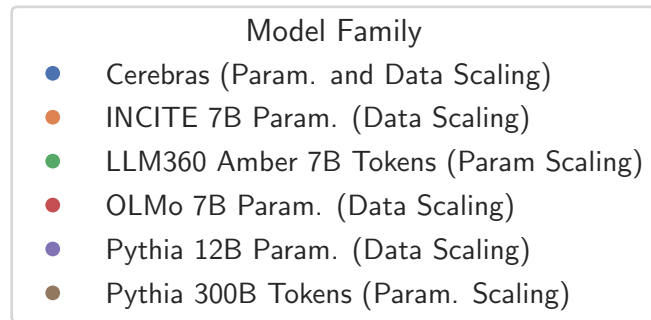 Model Family
Cerebras (Param. and Data Scaling)
INCITE 7B Param. (Data Scaling)
LLM360 Amber 7B Tokens (Param Scaling)
OLMo 7B Param. (Data Scaling)
Pythia 12B Param. (Data Scaling)
Pythia 300B Tokens (Param. Scaling)